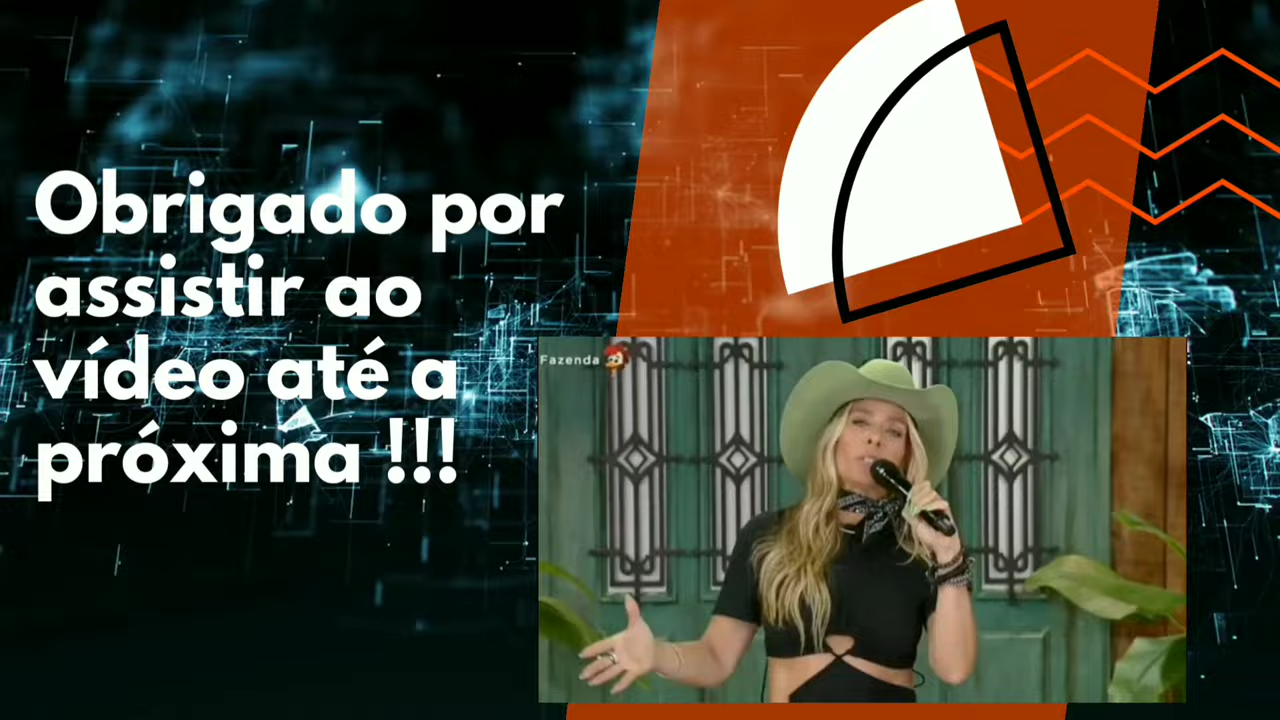 Obrigado por
assistir ao
vídeo até a
próxima !!!
Fazenda